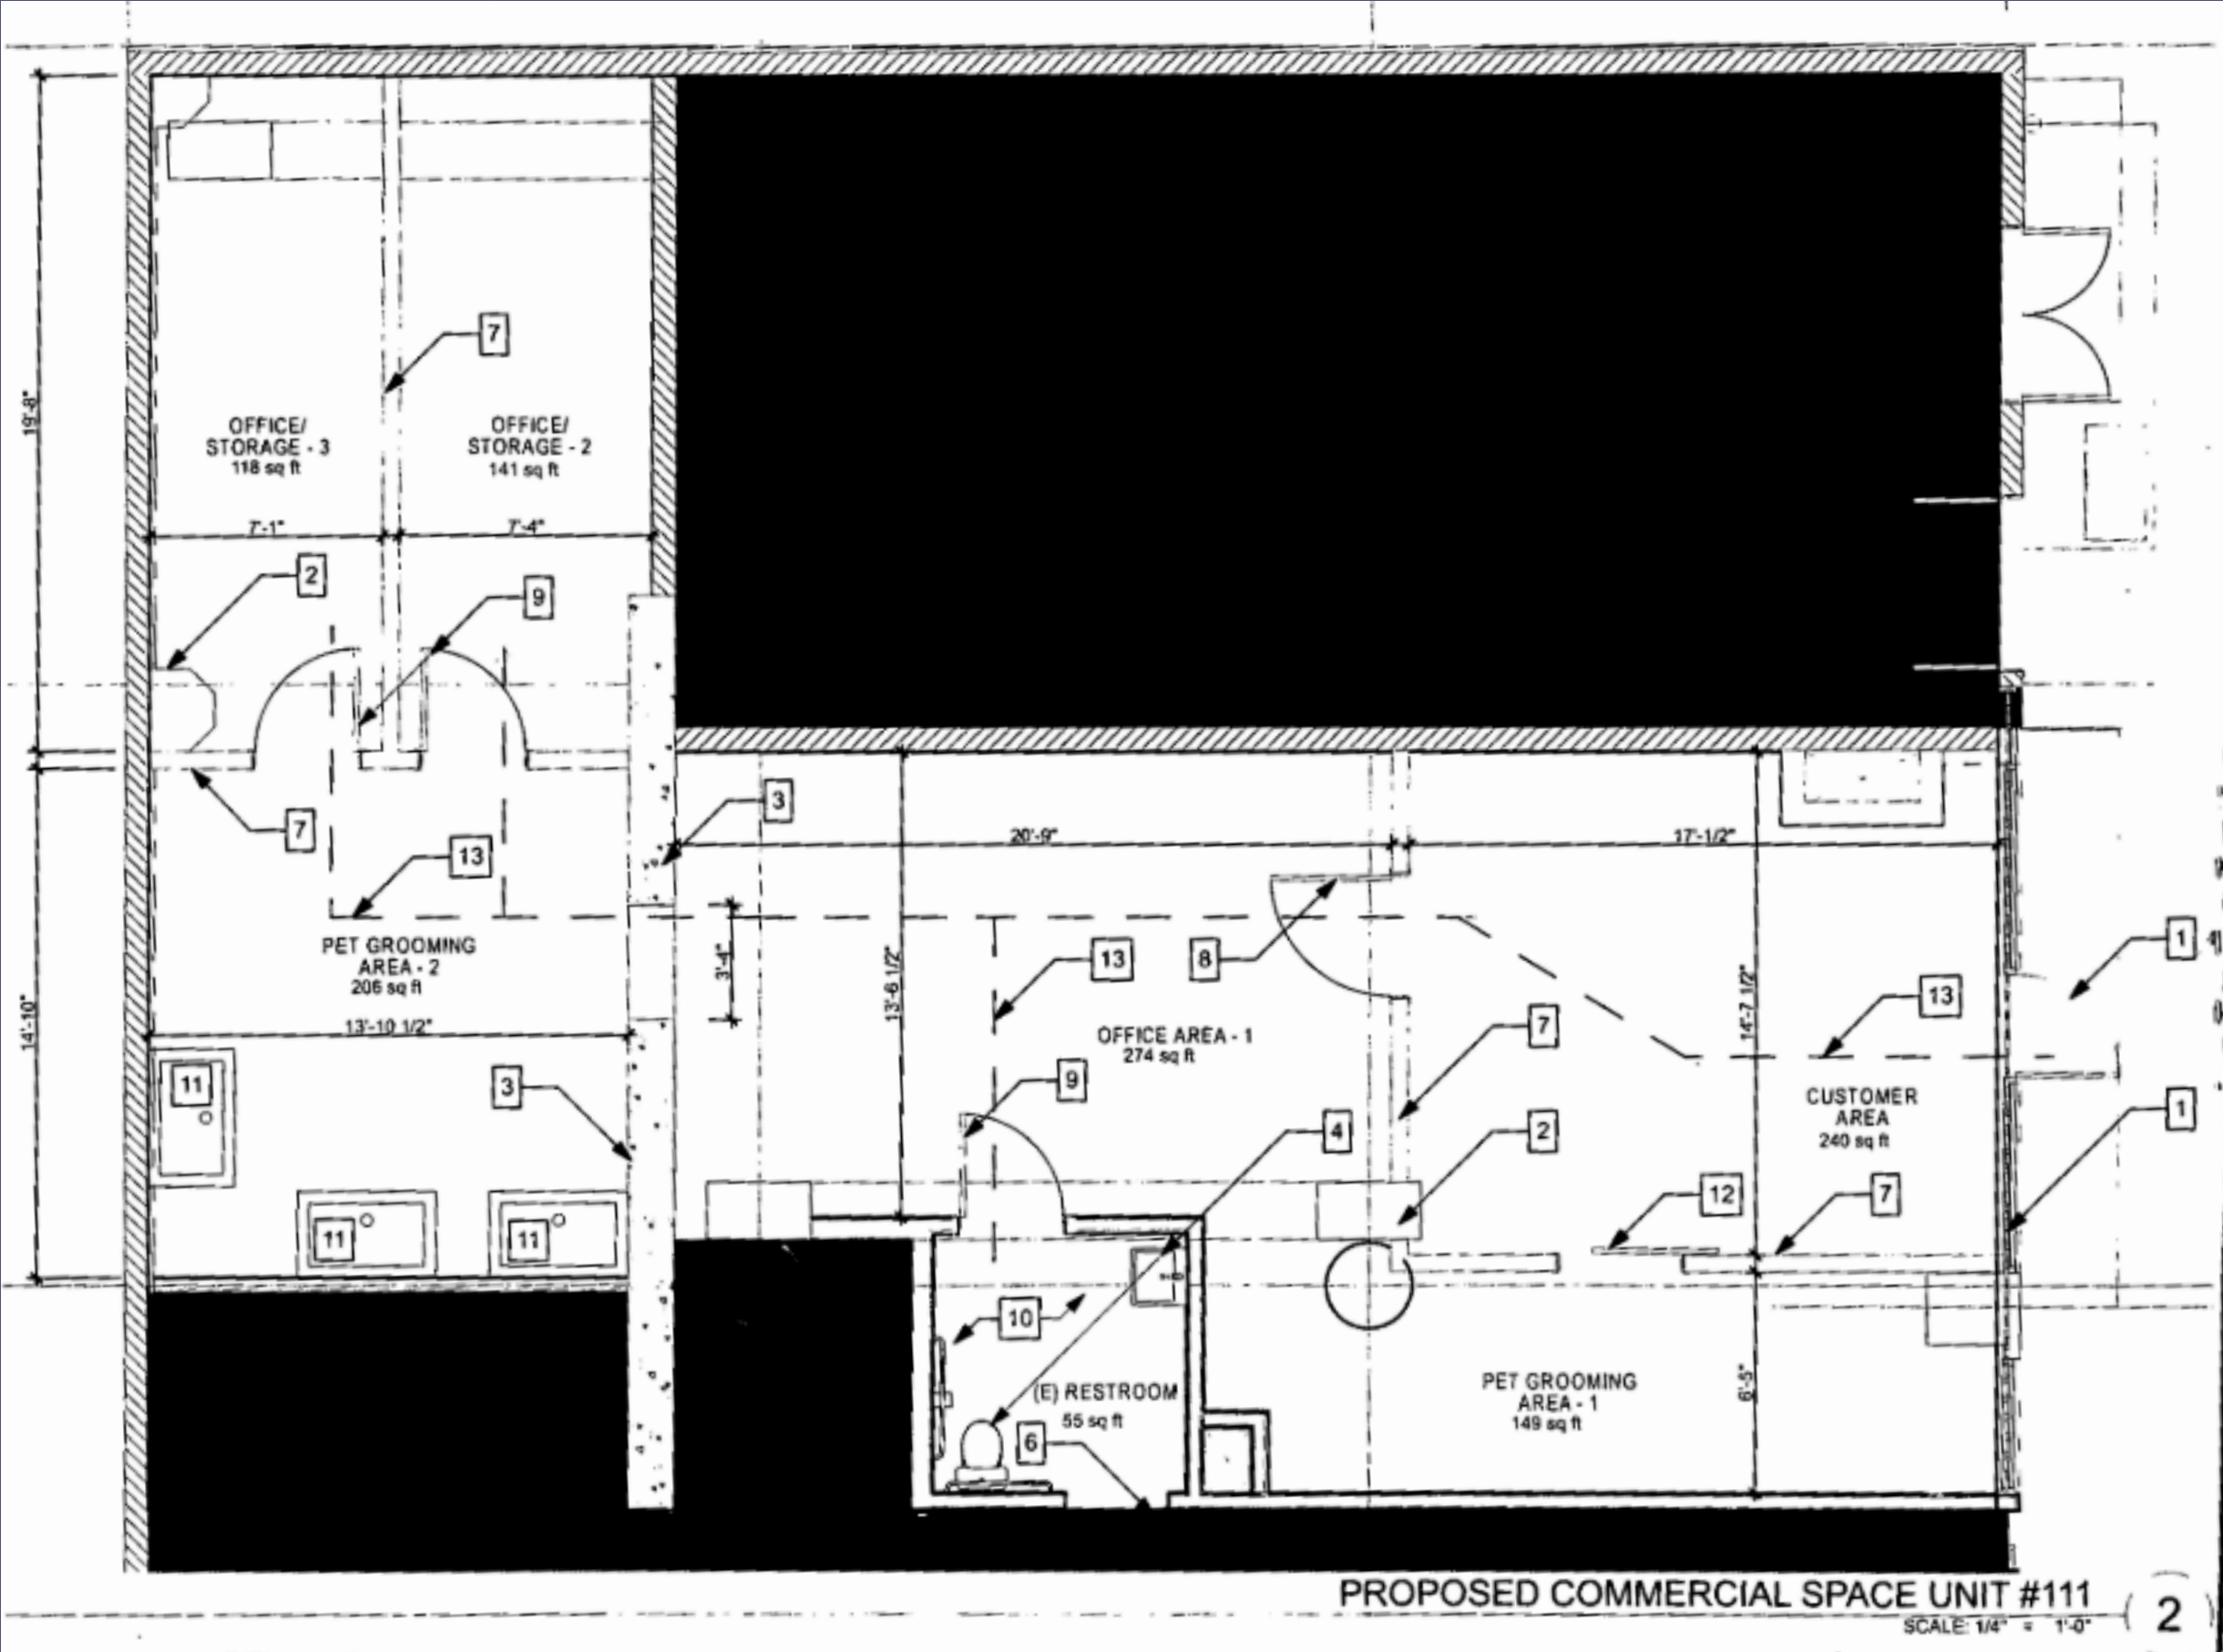 7
19'-8"
OFFICE/
STORAGE - 3
118 sq ft
OFFICE/
STORAGE - 2
141 sq ft
7'-1"
7'-4"
2
9
3
7
13
20'-9"
17'-1/2"
PET GROOMING
AREA - 2
206 sq ft
14'-10"
13'-10 1/2"
3'-4"
13'-6 1/2"
13
8
14'-7 1/2"
13
1
OFFICE AREA - 1
274 sq ft
7
11
3
9
4
2
CUSTOMER
AREA
240 sq ft
1
12
7
11
11
10
(E) RESTROOM
55 sq ft
6
PET GROOMING
AREA - 1
149 sq ft
6'-5"
PROPOSED COMMERCIAL SPACE UNIT #111
SCALE: 1/4" = 1'-0"
2